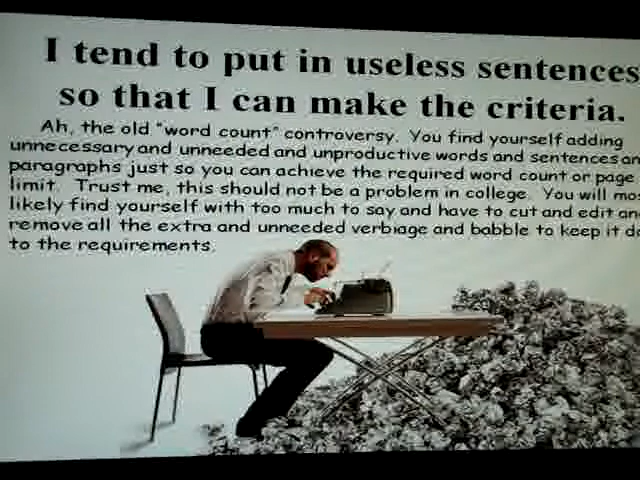 I tend to put in useless sentences
so that I can make the criteria.
Ah, the old "word count" controversy. You find yourself adding
unnecessary and unneeded and unproductive words and sentences an
paragraphs just so you can achieve the required word count or page
limit. Trust me, this should not be a problem in college. You will mos
likely find yourself with too much to say and have to cut and edit an
remove all the extra and unneeded verbiage and babble to keep it do
to the requirements.